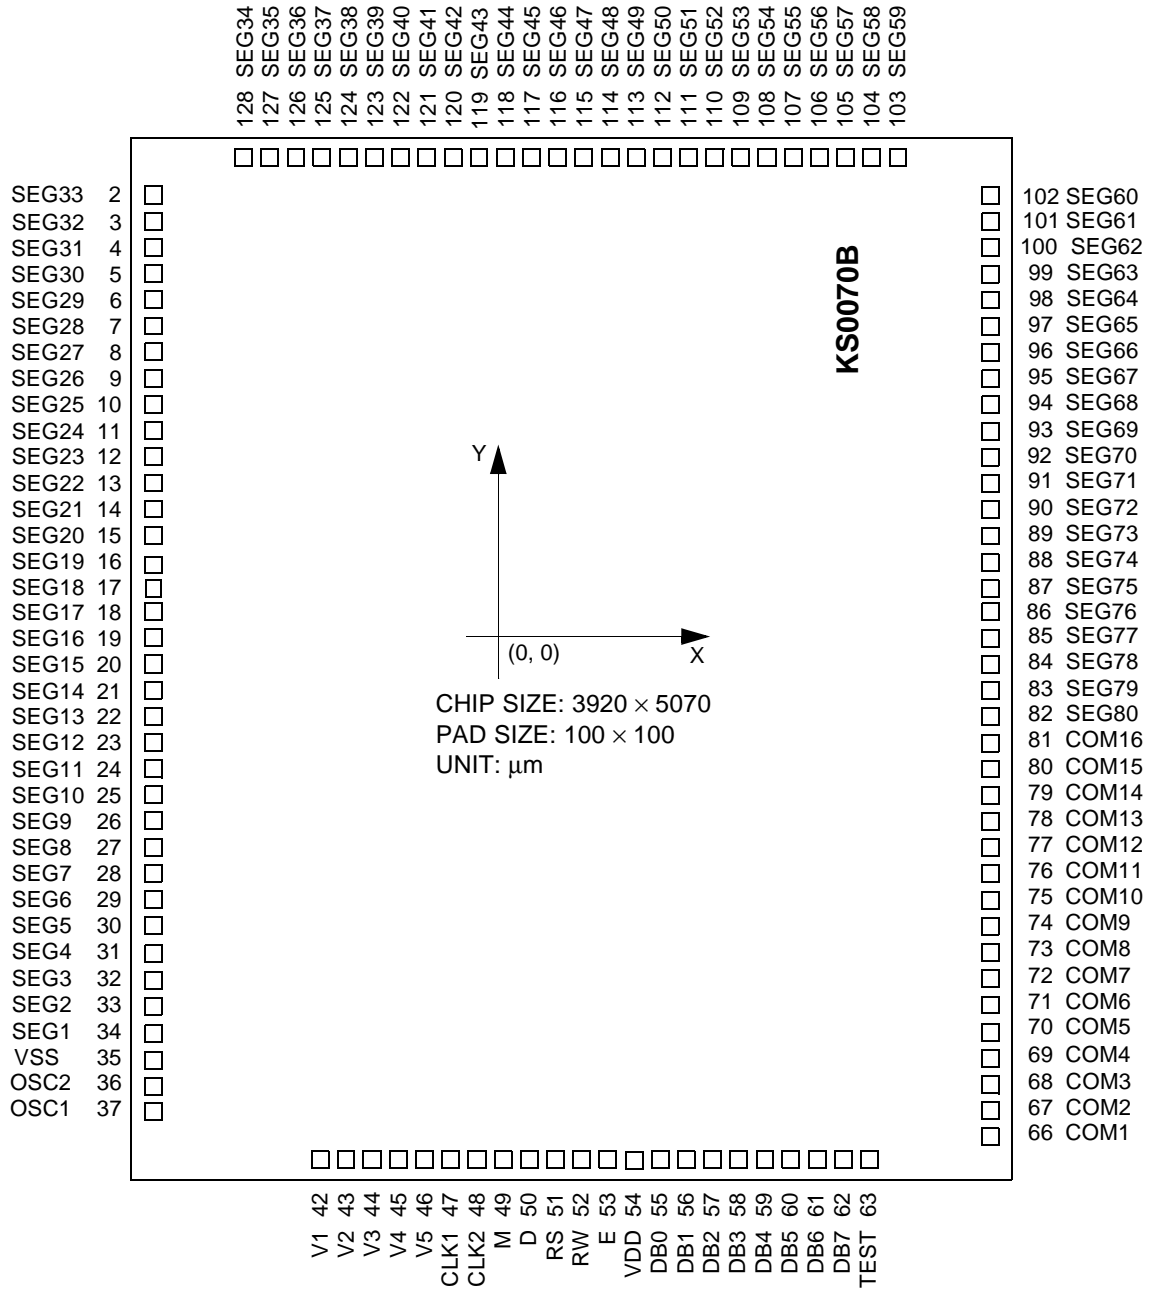 128 SEG34
127 SEG35
126 SEG36
125 SEG37
124 SEG38
123 SEG39
122 SEG40
121 SEG41
120 SEG42
119 SEG43
118 SEG44
117 SEG45
116 SEG46
115 SEG47
114 SEG48
113 SEG49
112 SEG50
111 SEG51
110 SEG52
109 SEG53
108 SEG54
107 SEG55
106 SEG56
105 SEG57
104 SEG58
103 SEG59
SEG33 2
SEG32 3
SEG31 4
SEG30 5
SEG29 6
SEG28 7
SEG27 8
SEG26 9
SEG25 10
SEG24 11
SEG23 12
SEG22 13
SEG21 14
SEG20 15
SEG19 16
SEG18 17
SEG17 18
SEG16 19
SEG15 20
SEG14 21
SEG13 22
SEG12 23
SEG11 24
SEG10 25
SEG9 26
SEG8 27
SEG7 28
SEG6 29
SEG5 30
SEG4 31
SEG3 32
SEG2 33
SEG1 34
VSS 35
OSC2 36
OSC1 37
KS0070B
Y
(0, 0)
X
CHIP SIZE: 3920 × 5070
PAD SIZE: 100 × 100
UNIT: μm
102 SEG60
101 SEG61
100 SEG62
99 SEG63
98 SEG64
97 SEG65
96 SEG66
95 SEG67
94 SEG68
93 SEG69
92 SEG70
91 SEG71
90 SEG72
89 SEG73
88 SEG74
87 SEG75
86 SEG76
85 SEG77
84 SEG78
83 SEG79
82 SEG80
81 COM16
80 COM15
79 COM14
78 COM13
77 COM12
76 COM11
75 COM10
74 COM9
73 COM8
72 COM7
71 COM6
70 COM5
69 COM4
68 COM3
67 COM2
66 COM1
V1 42
V2 43
V3 44
V4 45
V5 46
CLK1 47
CLK2 48
M 49
D 50
RS 51
RW 52
E 53
VDD 54
DB0 55
DB1 56
DB2 57
DB3 58
DB4 59
DB5 60
DB6 61
DB7 62
TEST 63